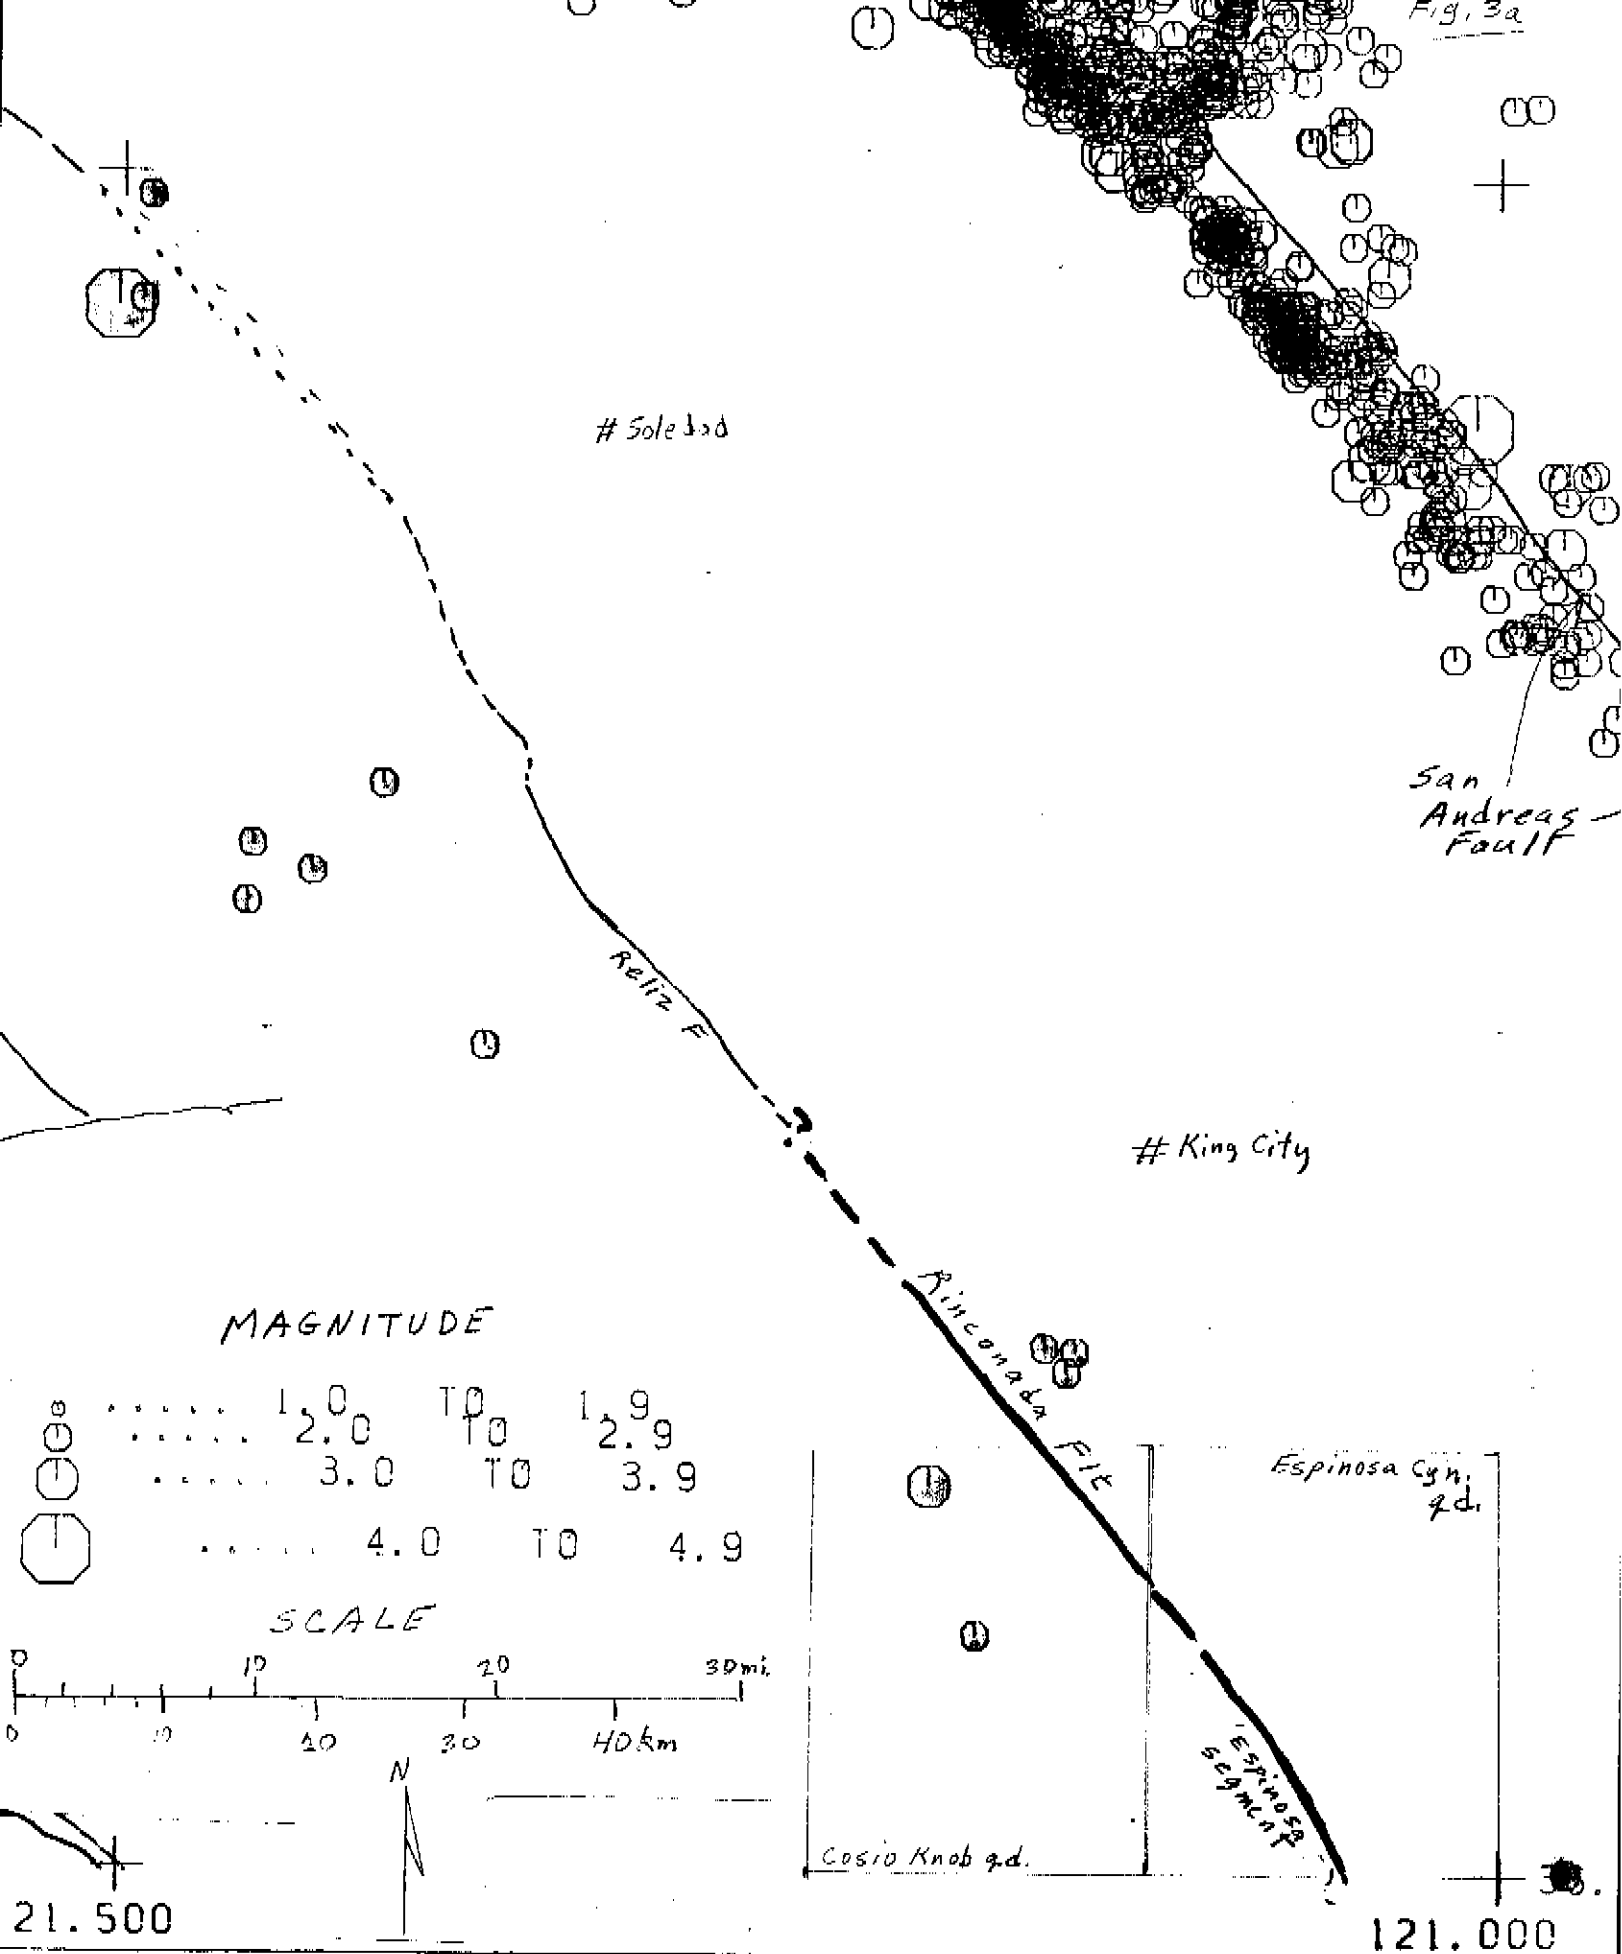 Fig. 3a
# Soledad
San
Andreas
Fault
Reliz F
?
# King City
Rinconada Flt
MAGNITUDE
1.0 TO 1.9
2.0 TO 2.9
3.0 TO 3.9
4.0 TO 4.9
Espinosa Cyn.
qd.
SCALE
0 10 20 30mi.
0 10 20 30 40km
N
Espinosa
segment
Cosio Knob qd.
21.500
121.000